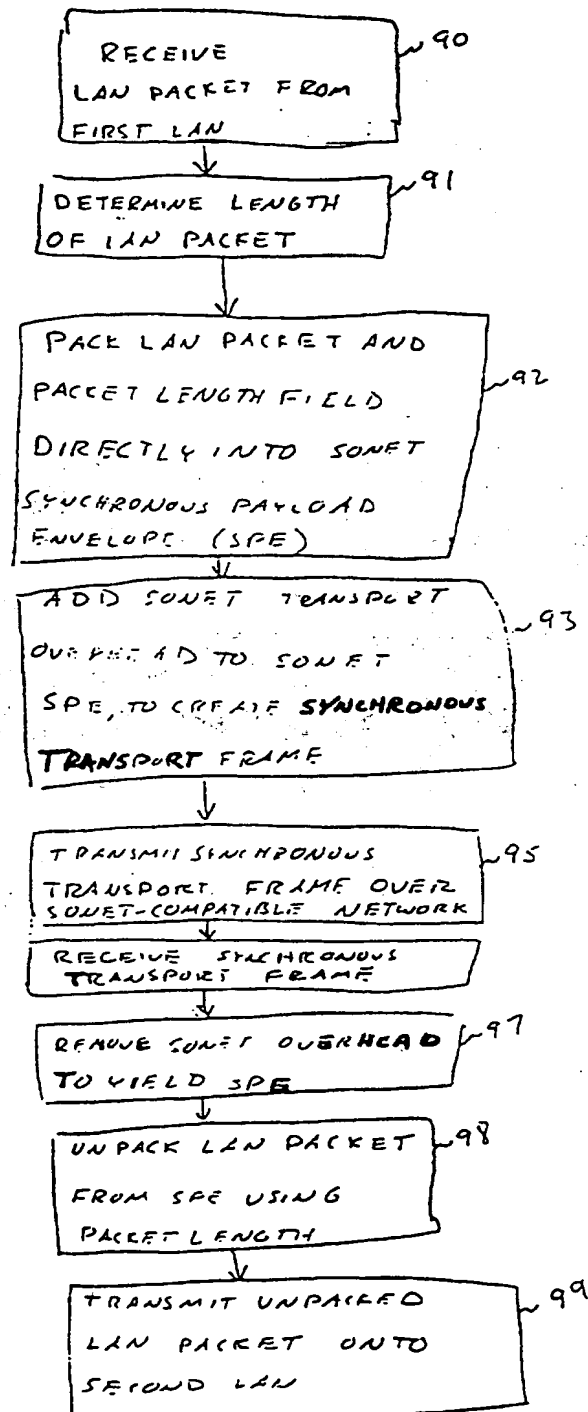 RECEIVE
LAN PACKET FROM
FIRST LAN
90
DETERMINE LENGTH
OF LAN PACKET
91
PACK LAN PACKET AND
PACKET LENGTH FIELD
DIRECTLY INTO SONET
SYNCHRONOUS PAYLOAD
ENVELOPE (SPE)
92
ADD SONET TRANSPORT
OVERHEAD TO SONET
SPE, TO CREATE SYNCHRONOUS
TRANSPORT FRAME
93
TRANSMIT SYNCHRONOUS
TRANSPORT FRAME OVER
SONET-COMPATIBLE NETWORK
95
RECEIVE SYNCHRONOUS
TRANSPORT FRAME
REMOVE SONET OVERHEAD
TO YIELD SPE
97
UNPACK LAN PACKET
FROM SPE USING
PACKET LENGTH
98
TRANSMIT UNPACKED
LAN PACKET ONTO
SECOND LAN
99